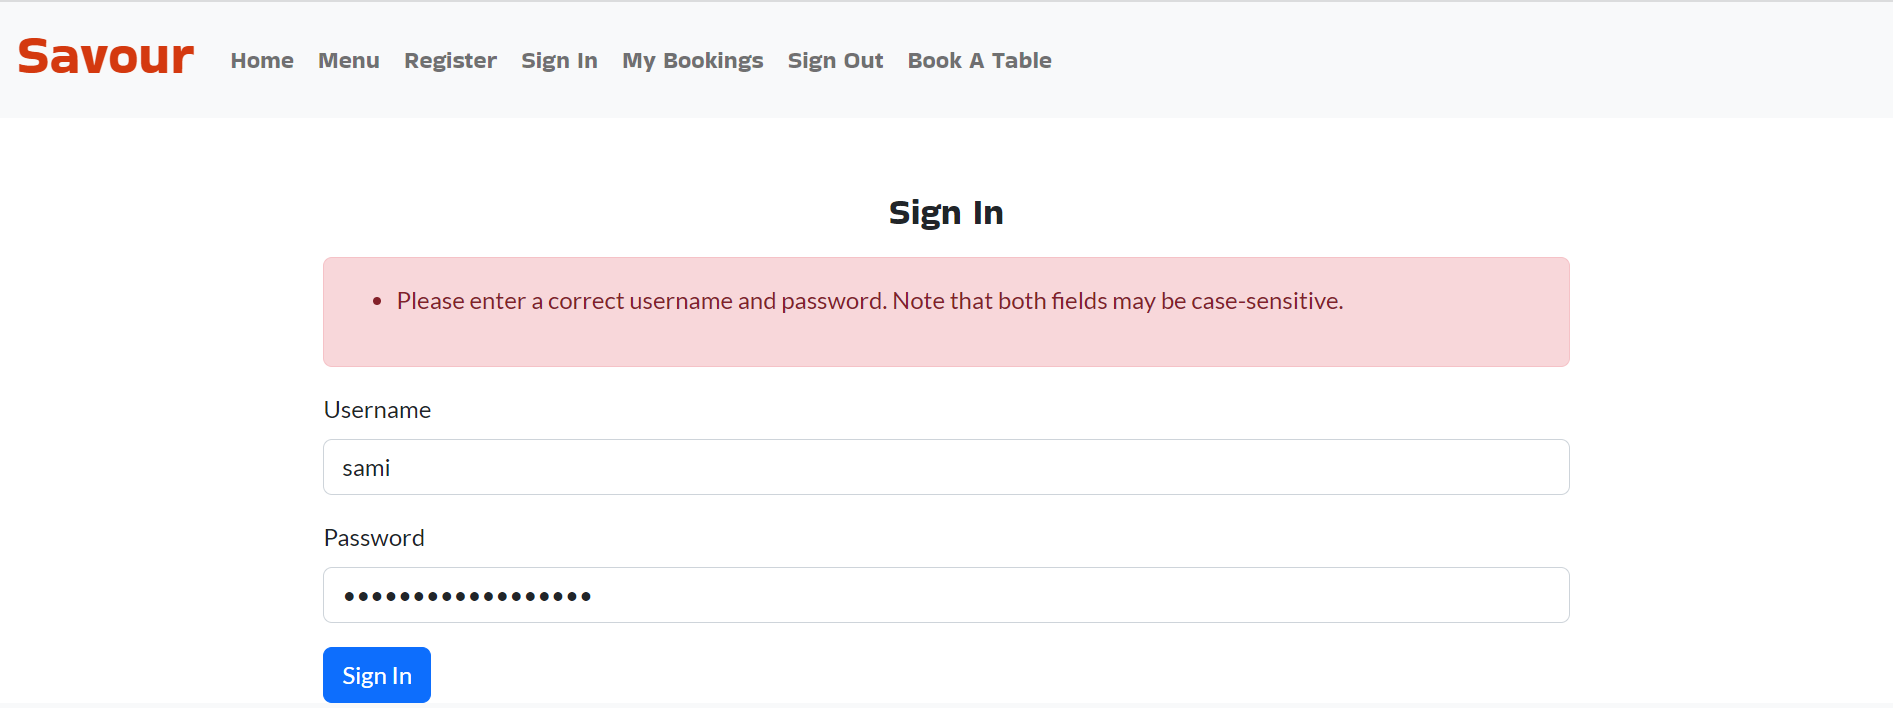 Savour Home Menu Register Sign In My Bookings Sign Out Book A Table
Sign In
Please enter a correct username and password. Note that both fields may be case-sensitive.
Username
sami
Password
••••••••••••••••••
Sign In